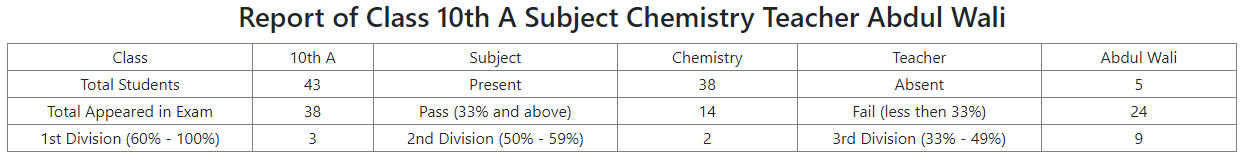 Report of Class 10th A Subject Chemistry Teacher Abdul Wali
Class 10th A Subject Chemistry Teacher Abdul Wali
Total Students 43 Present 38 Absent 5
Total Appeared in Exam 38 Pass (33% and above) 14 Fail (less then 33%) 24
1st Division (60% - 100%) 3 2nd Division (50% - 59%) 2 3rd Division (33% - 49%) 9